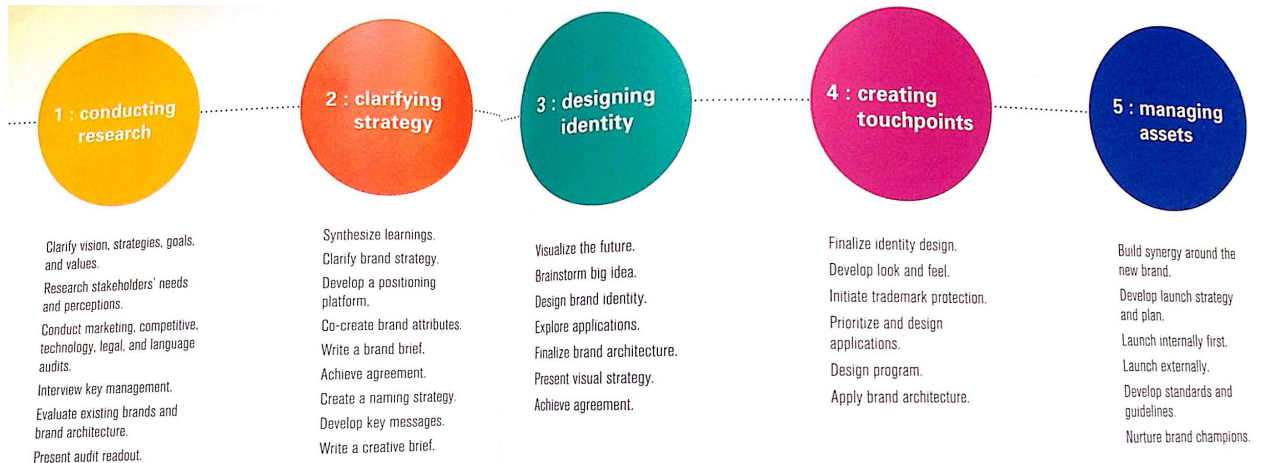 1 : conducting
research
Clarify vision, strategies, goals,
and values.
Research stakeholders' needs
and perceptions.
Conduct marketing, competitive,
technology, legal, and language
audits.
Interview key management.
Evaluate existing brands and
brand architecture.
Present audit readout.
2 : clarifying
strategy
Synthesize learnings.
Clarify brand strategy.
Develop a positioning
platform.
Co-create brand attributes.
Write a brand brief.
Achieve agreement.
Create a naming strategy.
Develop key messages.
Write a creative brief.
3 : designing
identity
Visualize the future.
Brainstorm big idea.
Design brand identity.
Explore applications.
Finalize brand architecture.
Present visual strategy.
Achieve agreement.
4 : creating
touchpoints
Finalize identity design.
Develop look and feel.
Initiate trademark protection.
Prioritize and design
applications.
Design program.
Apply brand architecture.
5 : managing
assets
Build synergy around the
new brand.
Develop launch strategy
and plan.
Launch internally first.
Launch externally.
Develop standards and
guidelines.
Nurture brand champions.